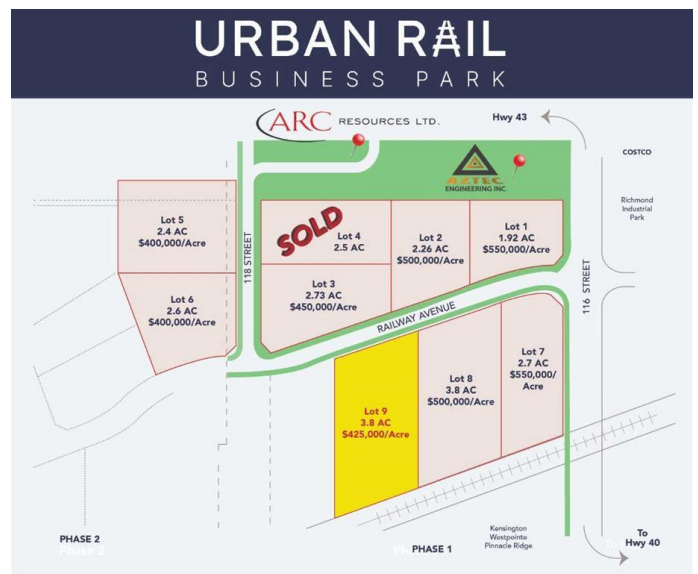 URBAN RAIL
BUSINESS PARK
ARC RESOURCES LTD.
Hwy 43
COSTCO
AZTEC
ENGINEERING INC.
Richmond
Industrial
Park
Lot 5
2.4 AC
$400,000/Acre
118 STREET
SOLD
Lot 4
2.5 AC
Lot 2
2.26 AC
$500,000/Acre
Lot 1
1.92 AC
$550,000/Acre
Lot 6
2.6 AC
$400,000/Acre
Lot 3
2.73 AC
$450,000/Acre
116 STREET
RAILWAY AVENUE
Lot 7
2.7 AC
$550,000/
Acre
Lot 8
3.8 AC
$500,000/Acre
Lot 9
3.8 AC
$425,000/Acre
PHASE 2
Phase 2
PHASE 1
Kensington
Westpointe
Pinnacle Ridge
To
Hwy 40